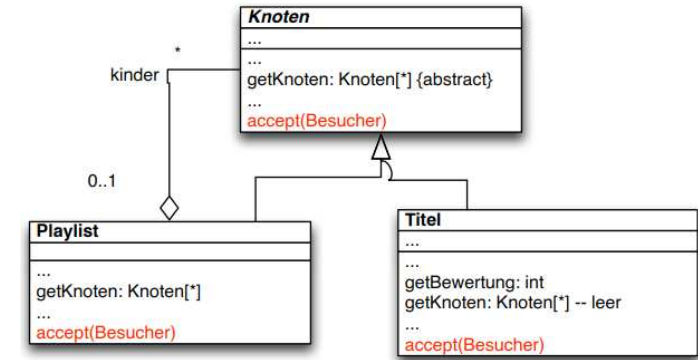 Knoten
...
...
getKnoten: Knoten[*] {abstract}
...
accept(Besucher)
*
kinder
0..1
Playlist
...
getKnoten: Knoten[*]
...
accept(Besucher)
Titel
...
...
getBewertung: int
getKnoten: Knoten[*] -- leer
...
accept(Besucher)